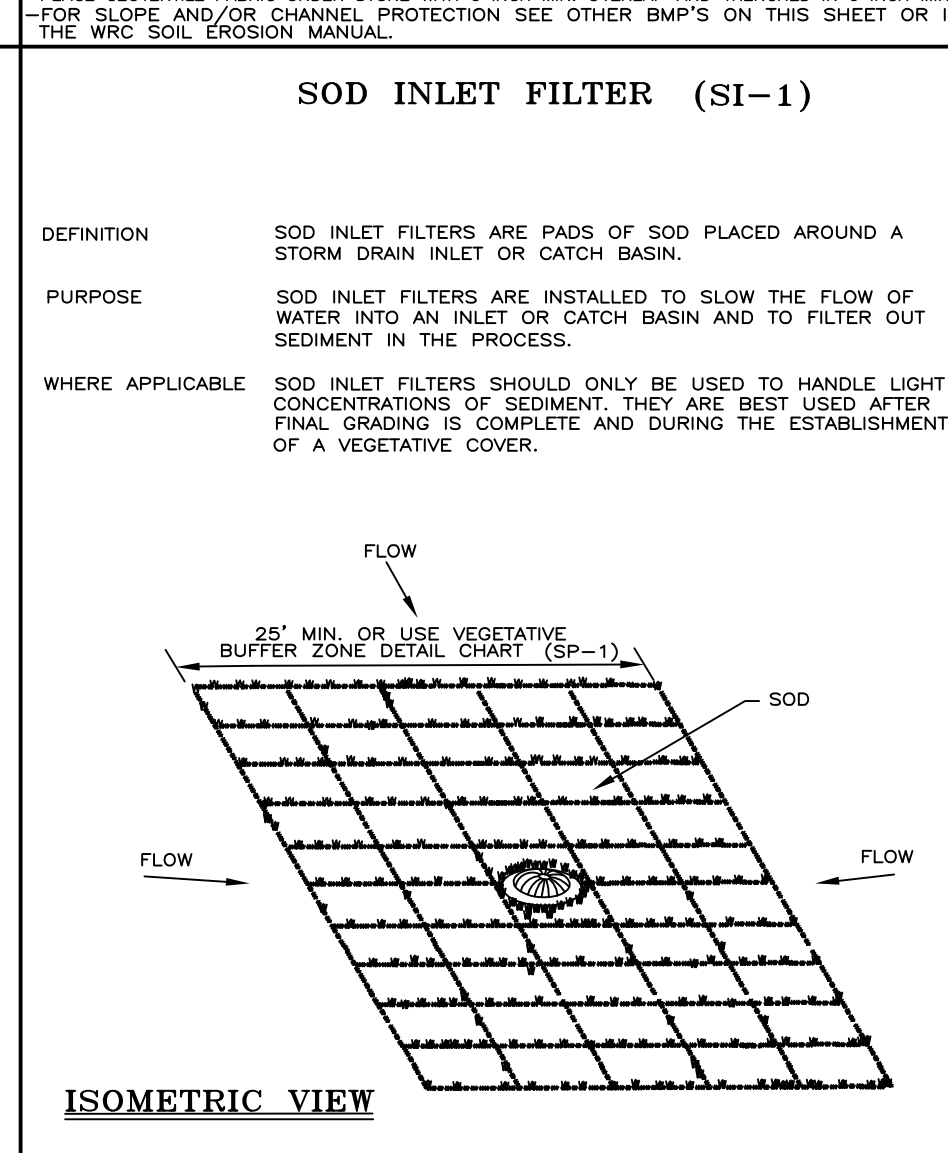 -FOR SLOPE AND/OR CHANNEL PROTECTION SEE OTHER BMP'S ON THIS SHEET OR
THE WRC SOIL EROSION MANUAL.
SOD INLET FILTER (SI-1)
DEFINITION SOD INLET FILTERS ARE PADS OF SOD PLACED AROUND A
STORM DRAIN INLET OR CATCH BASIN.
PURPOSE SOD INLET FILTERS ARE INSTALLED TO SLOW THE FLOW OF
WATER INTO AN INLET OR CATCH BASIN AND TO FILTER OUT
SEDIMENT IN THE PROCESS.
WHERE APPLICABLE SOD INLET FILTERS SHOULD ONLY BE USED TO HANDLE LIGHT
CONCENTRATIONS OF SEDIMENT. THEY ARE BEST USED AFTER
FINAL GRADING IS COMPLETE AND DURING THE ESTABLISHMENT
OF A VEGETATIVE COVER.
FLOW
25' MIN. OR USE VEGETATIVE
BUFFER ZONE DETAIL CHART (SP-1)
SOD
FLOW
FLOW
ISOMETRIC VIEW